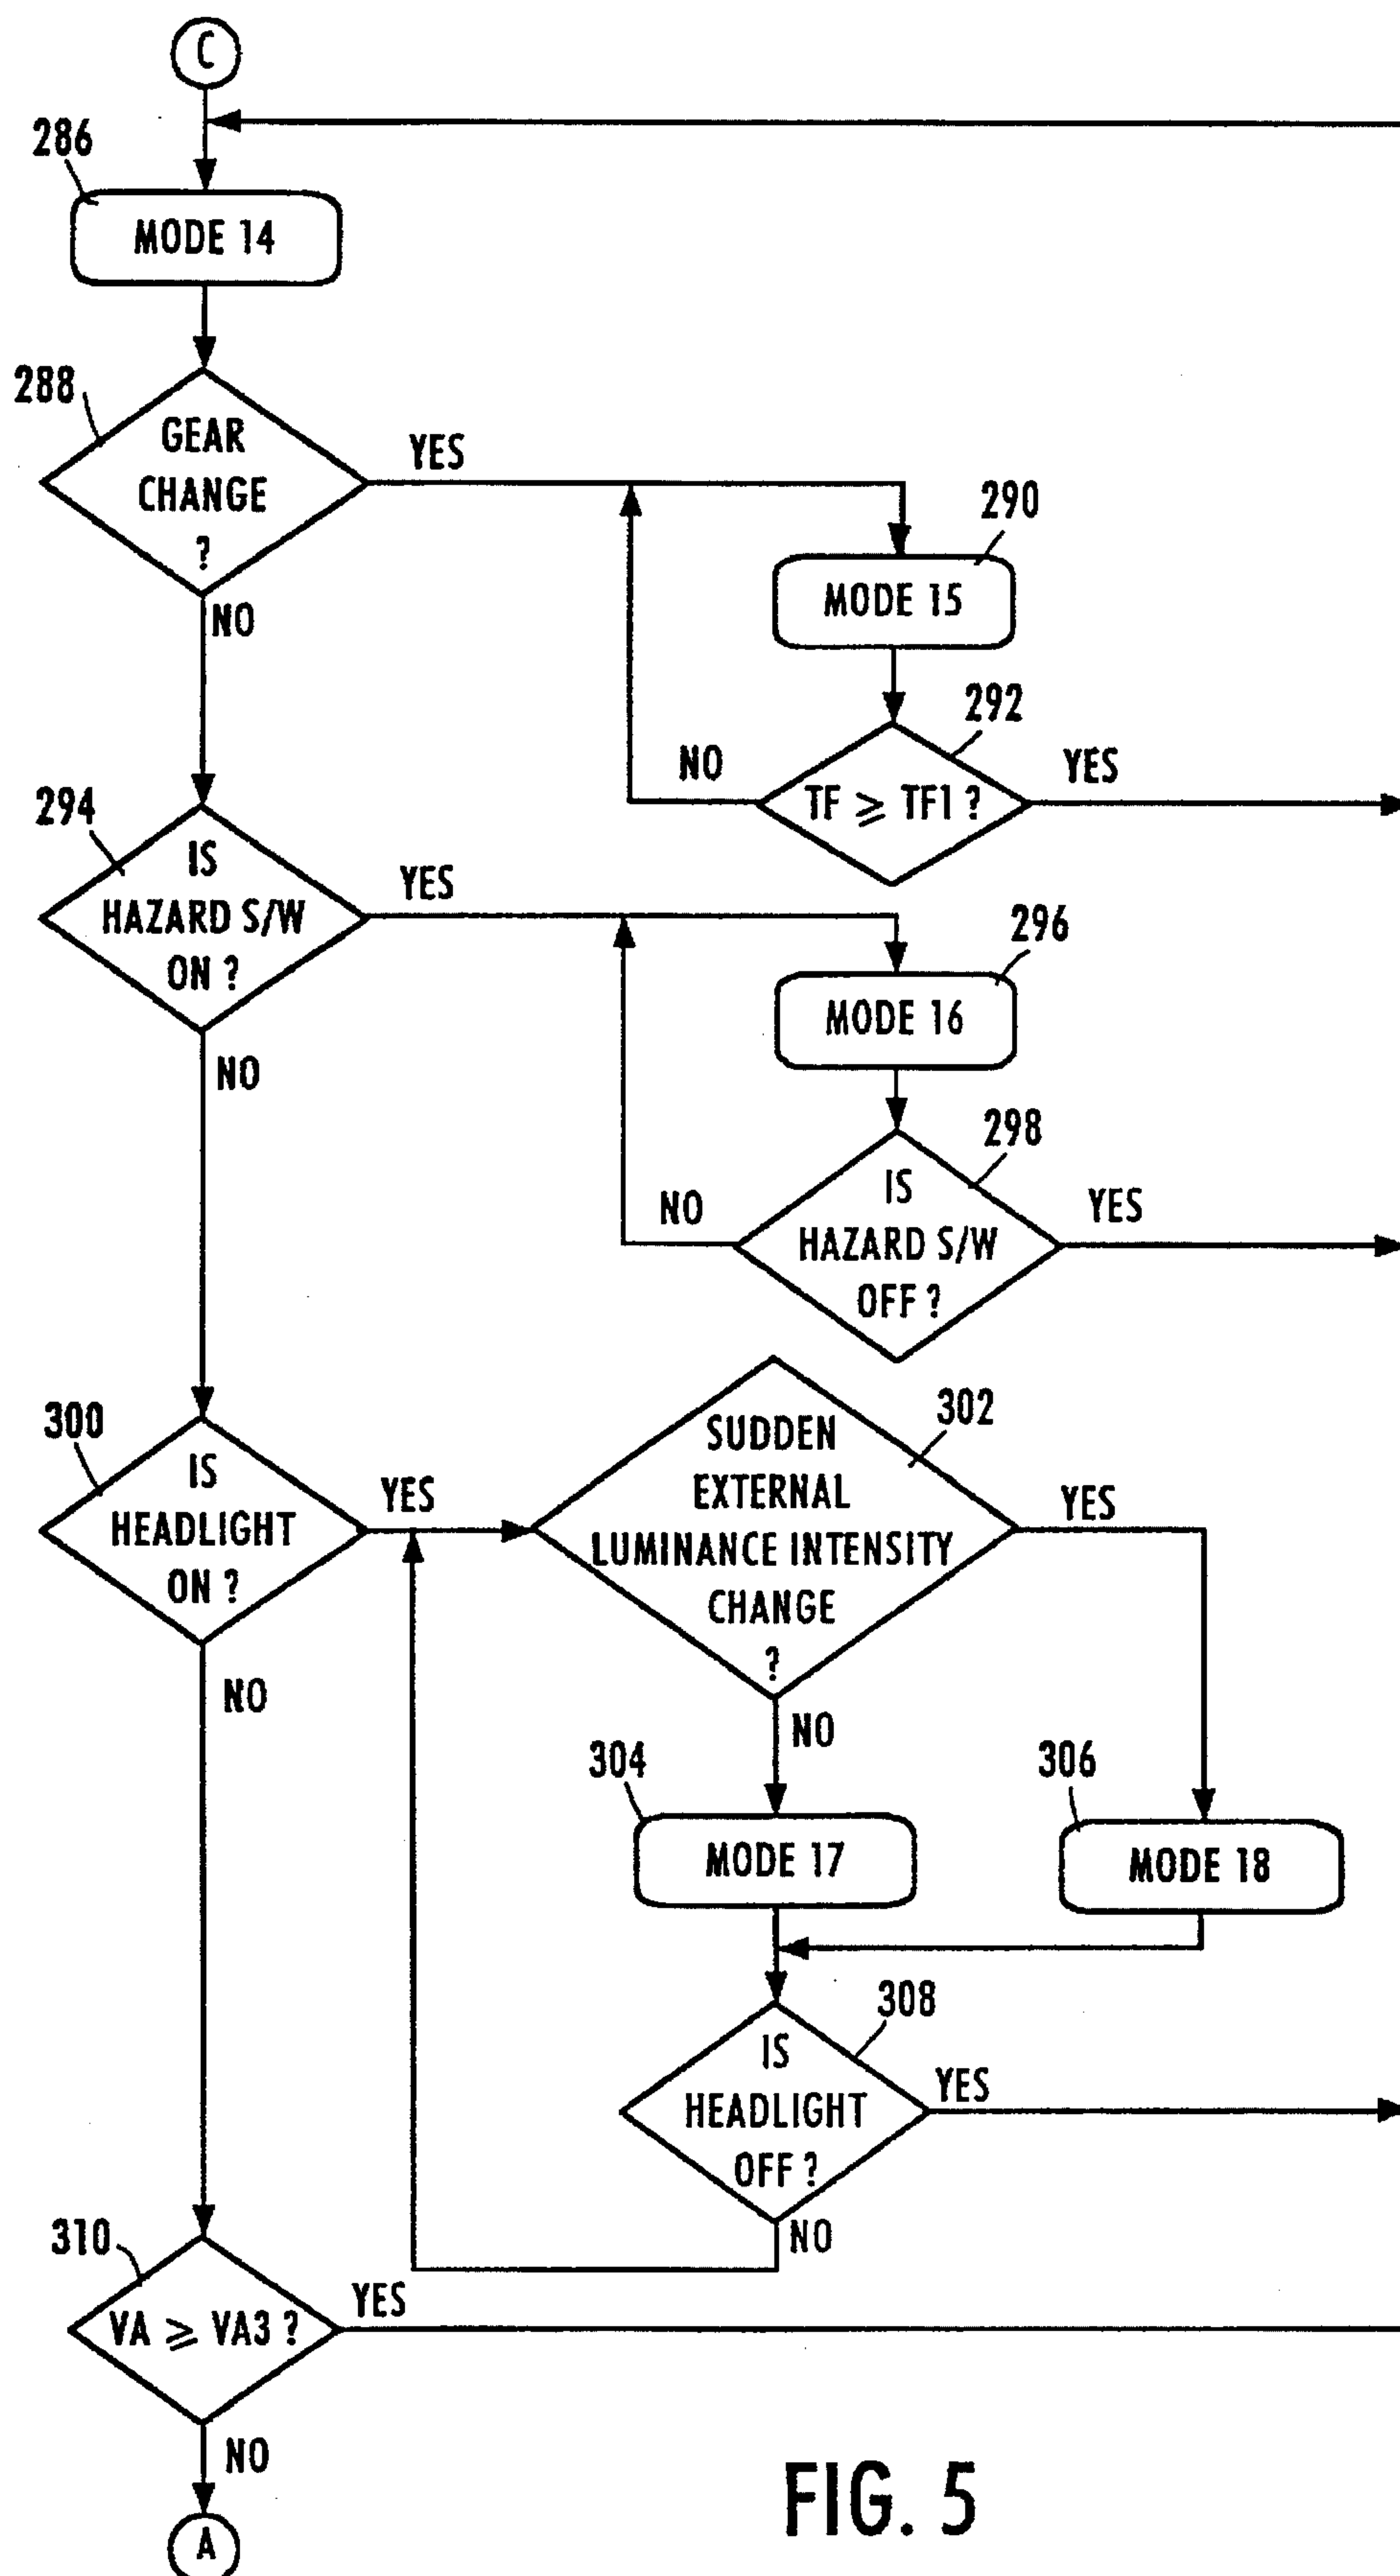 C
286
MODE 14
288
GEAR
CHANGE
?
YES
NO
290
MODE 15
292
TF ≥ TF1 ?
NO
YES
294
IS
HAZARD S/W
ON ?
YES
NO
296
MODE 16
298
IS
HAZARD S/W
OFF ?
NO
YES
300
IS
HEADLIGHT
ON ?
YES
NO
302
SUDDEN
EXTERNAL
LUMINANCE INTENSITY
CHANGE
?
YES
NO
304
MODE 17
306
MODE 18
308
IS
HEADLIGHT
OFF ?
YES
NO
310
VA ≥ VA3 ?
YES
NO
A
FIG. 5